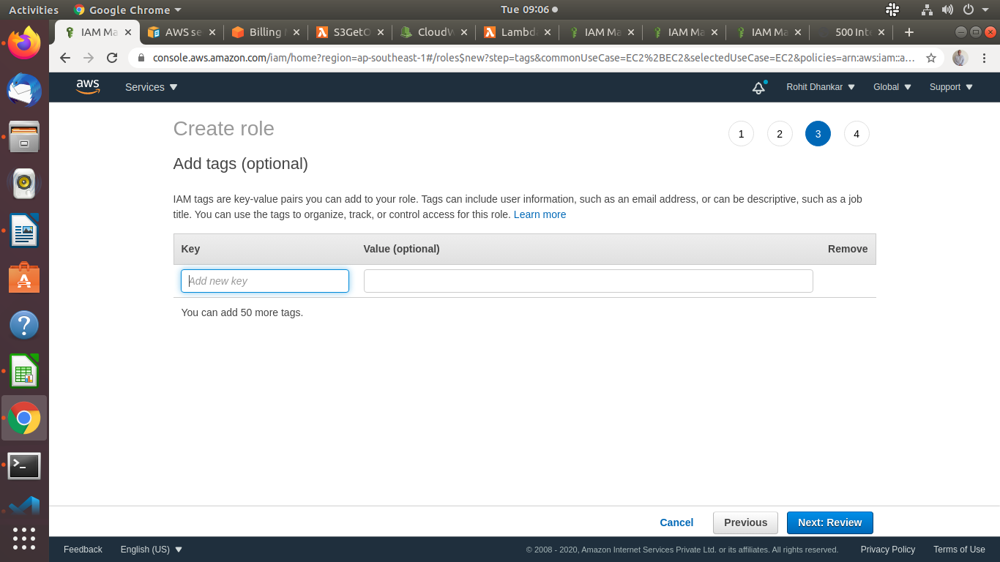 Activities
Google Chrome
Tue 09:06
IAM Ma
AWS se
Billing
S3GetO
CloudW
Lambd
IAM Ma
IAM Ma
IAM Ma
500 Inte
console.aws.amazon.com/iam/home?region=ap-southeast-1#/roles$new?step=tags&commonUseCase=EC2%2BEC2&selectedUseCase=EC2&policies=arn:aws:iam::a...
aws
Services
Rohit Dhankar
Global
Support
Create role
1
2
3
4
Add tags (optional)
IAM tags are key-value pairs you can add to your role. Tags can include user information, such as an email address, or can be descriptive, such as a job
title. You can use the tags to organize, track, or control access for this role. Learn more
Key
Value (optional)
Remove
Add new key
You can add 50 more tags.
Cancel
Previous
Next: Review
Feedback
English (US)
© 2008 - 2020, Amazon Internet Services Private Ltd. or its affiliates. All rights reserved.
Privacy Policy
Terms of Use